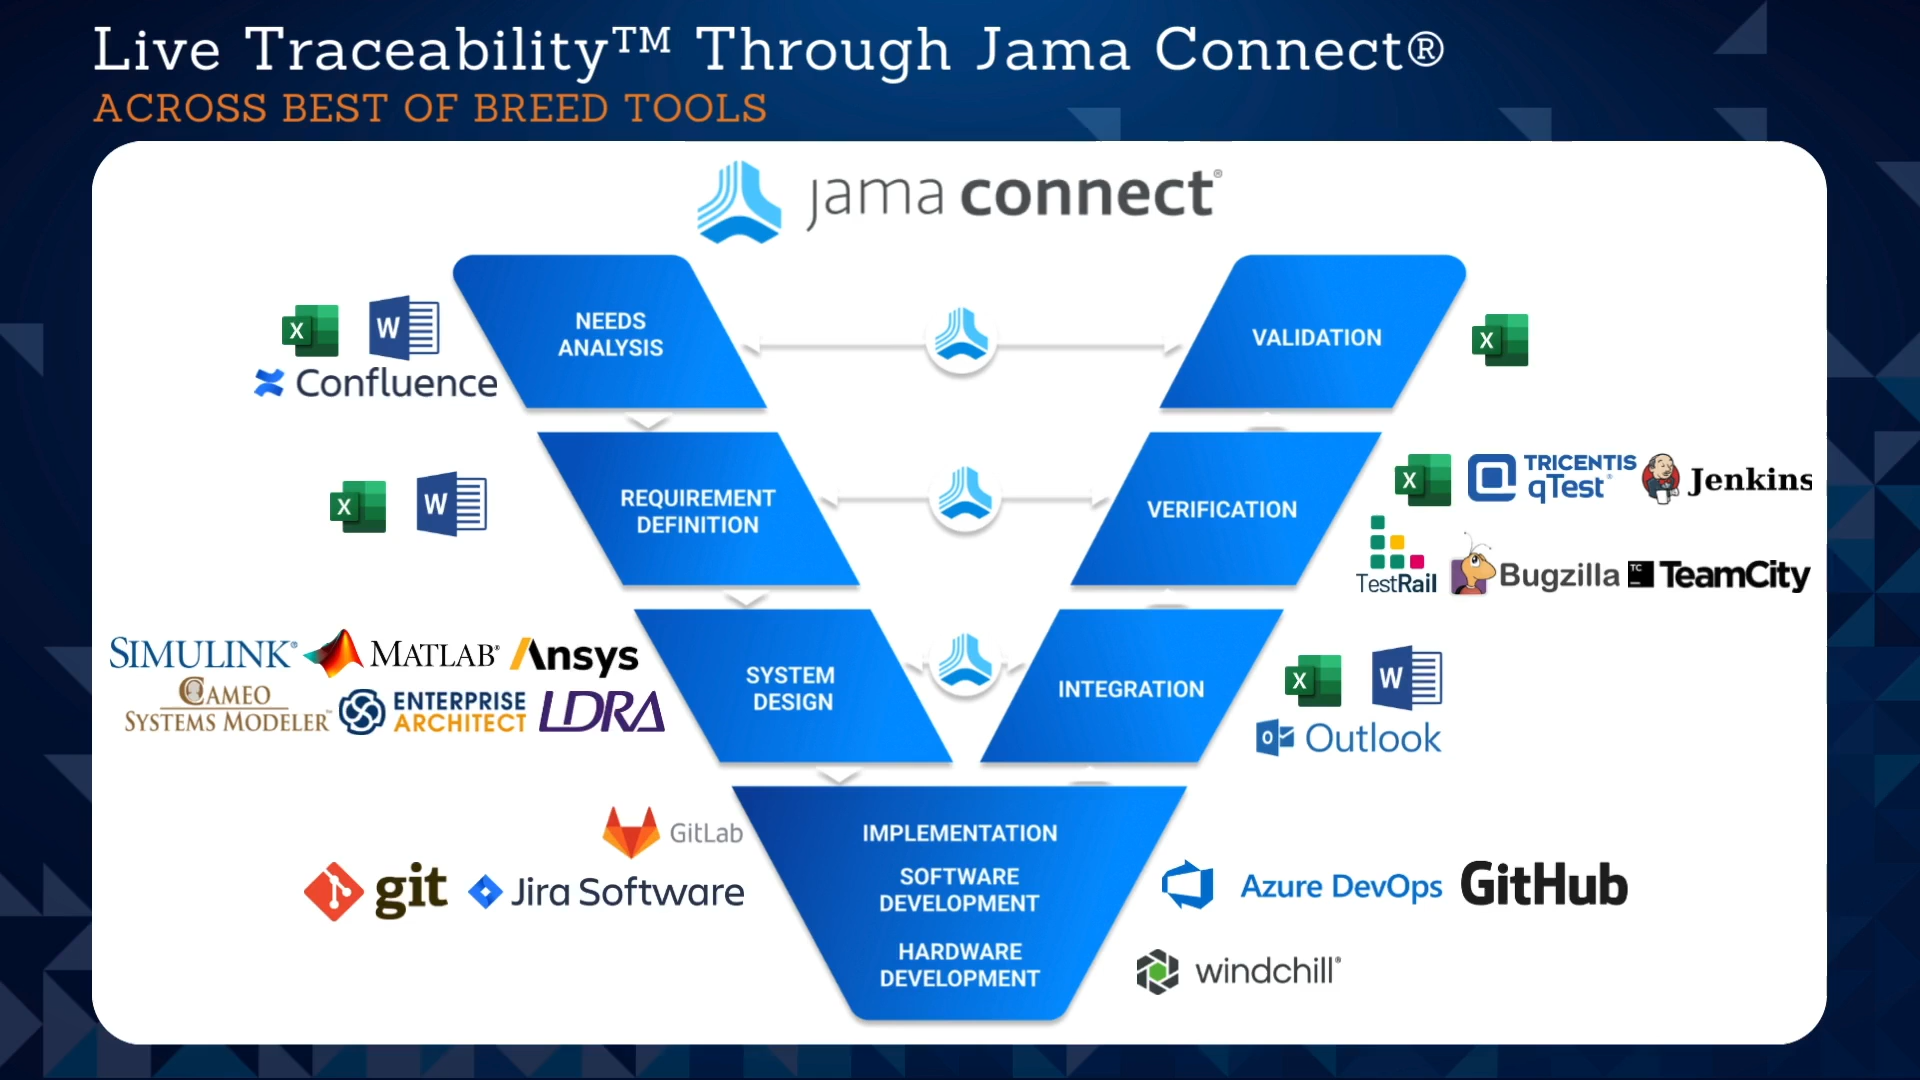 Live Traceability™ Through Jama Connect®
ACROSS BEST OF BREED TOOLS
jama connect®
NEEDS
ANALYSIS
VALIDATION
X
W
Confluence
X
REQUIREMENT
DEFINITION
VERIFICATION
X
W
X
TRICENTIS
qTest®
Jenkins
TestRail
Bugzilla
TC
TeamCity
SYSTEM
DESIGN
INTEGRATION
SIMULINK®
MATLAB®
Ansys
CAMEO
SYSTEMS MODELER™
ENTERPRISE
ARCHITECT
LDRA
X
W
O
Outlook
IMPLEMENTATION
SOFTWARE
DEVELOPMENT
HARDWARE
DEVELOPMENT
GitLab
git
Jira Software
Azure DevOps
GitHub
windchill®